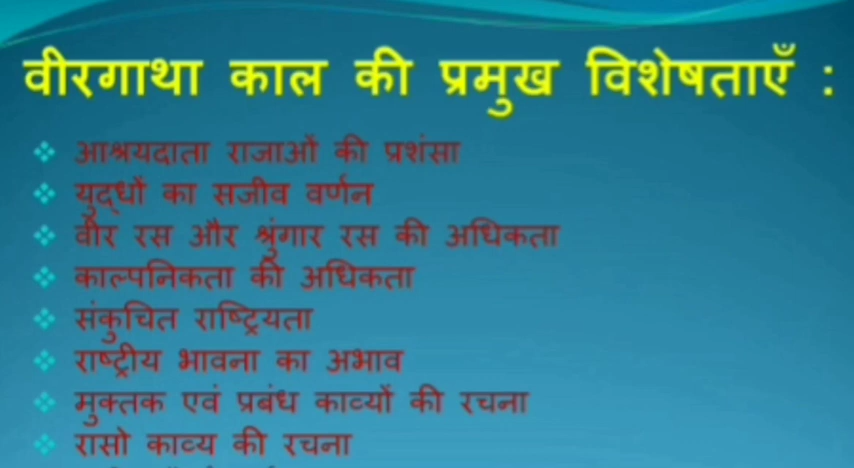 वीरगाथा काल की प्रमुख विशेषताएँ :
आश्रयदाता राजाओं की प्रशंसा
युद्धों का सजीव वर्णन
वीर रस और श्रुंगार रस की अधिकता
काल्पनिकता की अधिकता
संकुचित राष्ट्रियता
राष्ट्रीय भावना का अभाव
मुक्तक एवं प्रबंध काव्यों की रचना
रासो काव्य की रचना